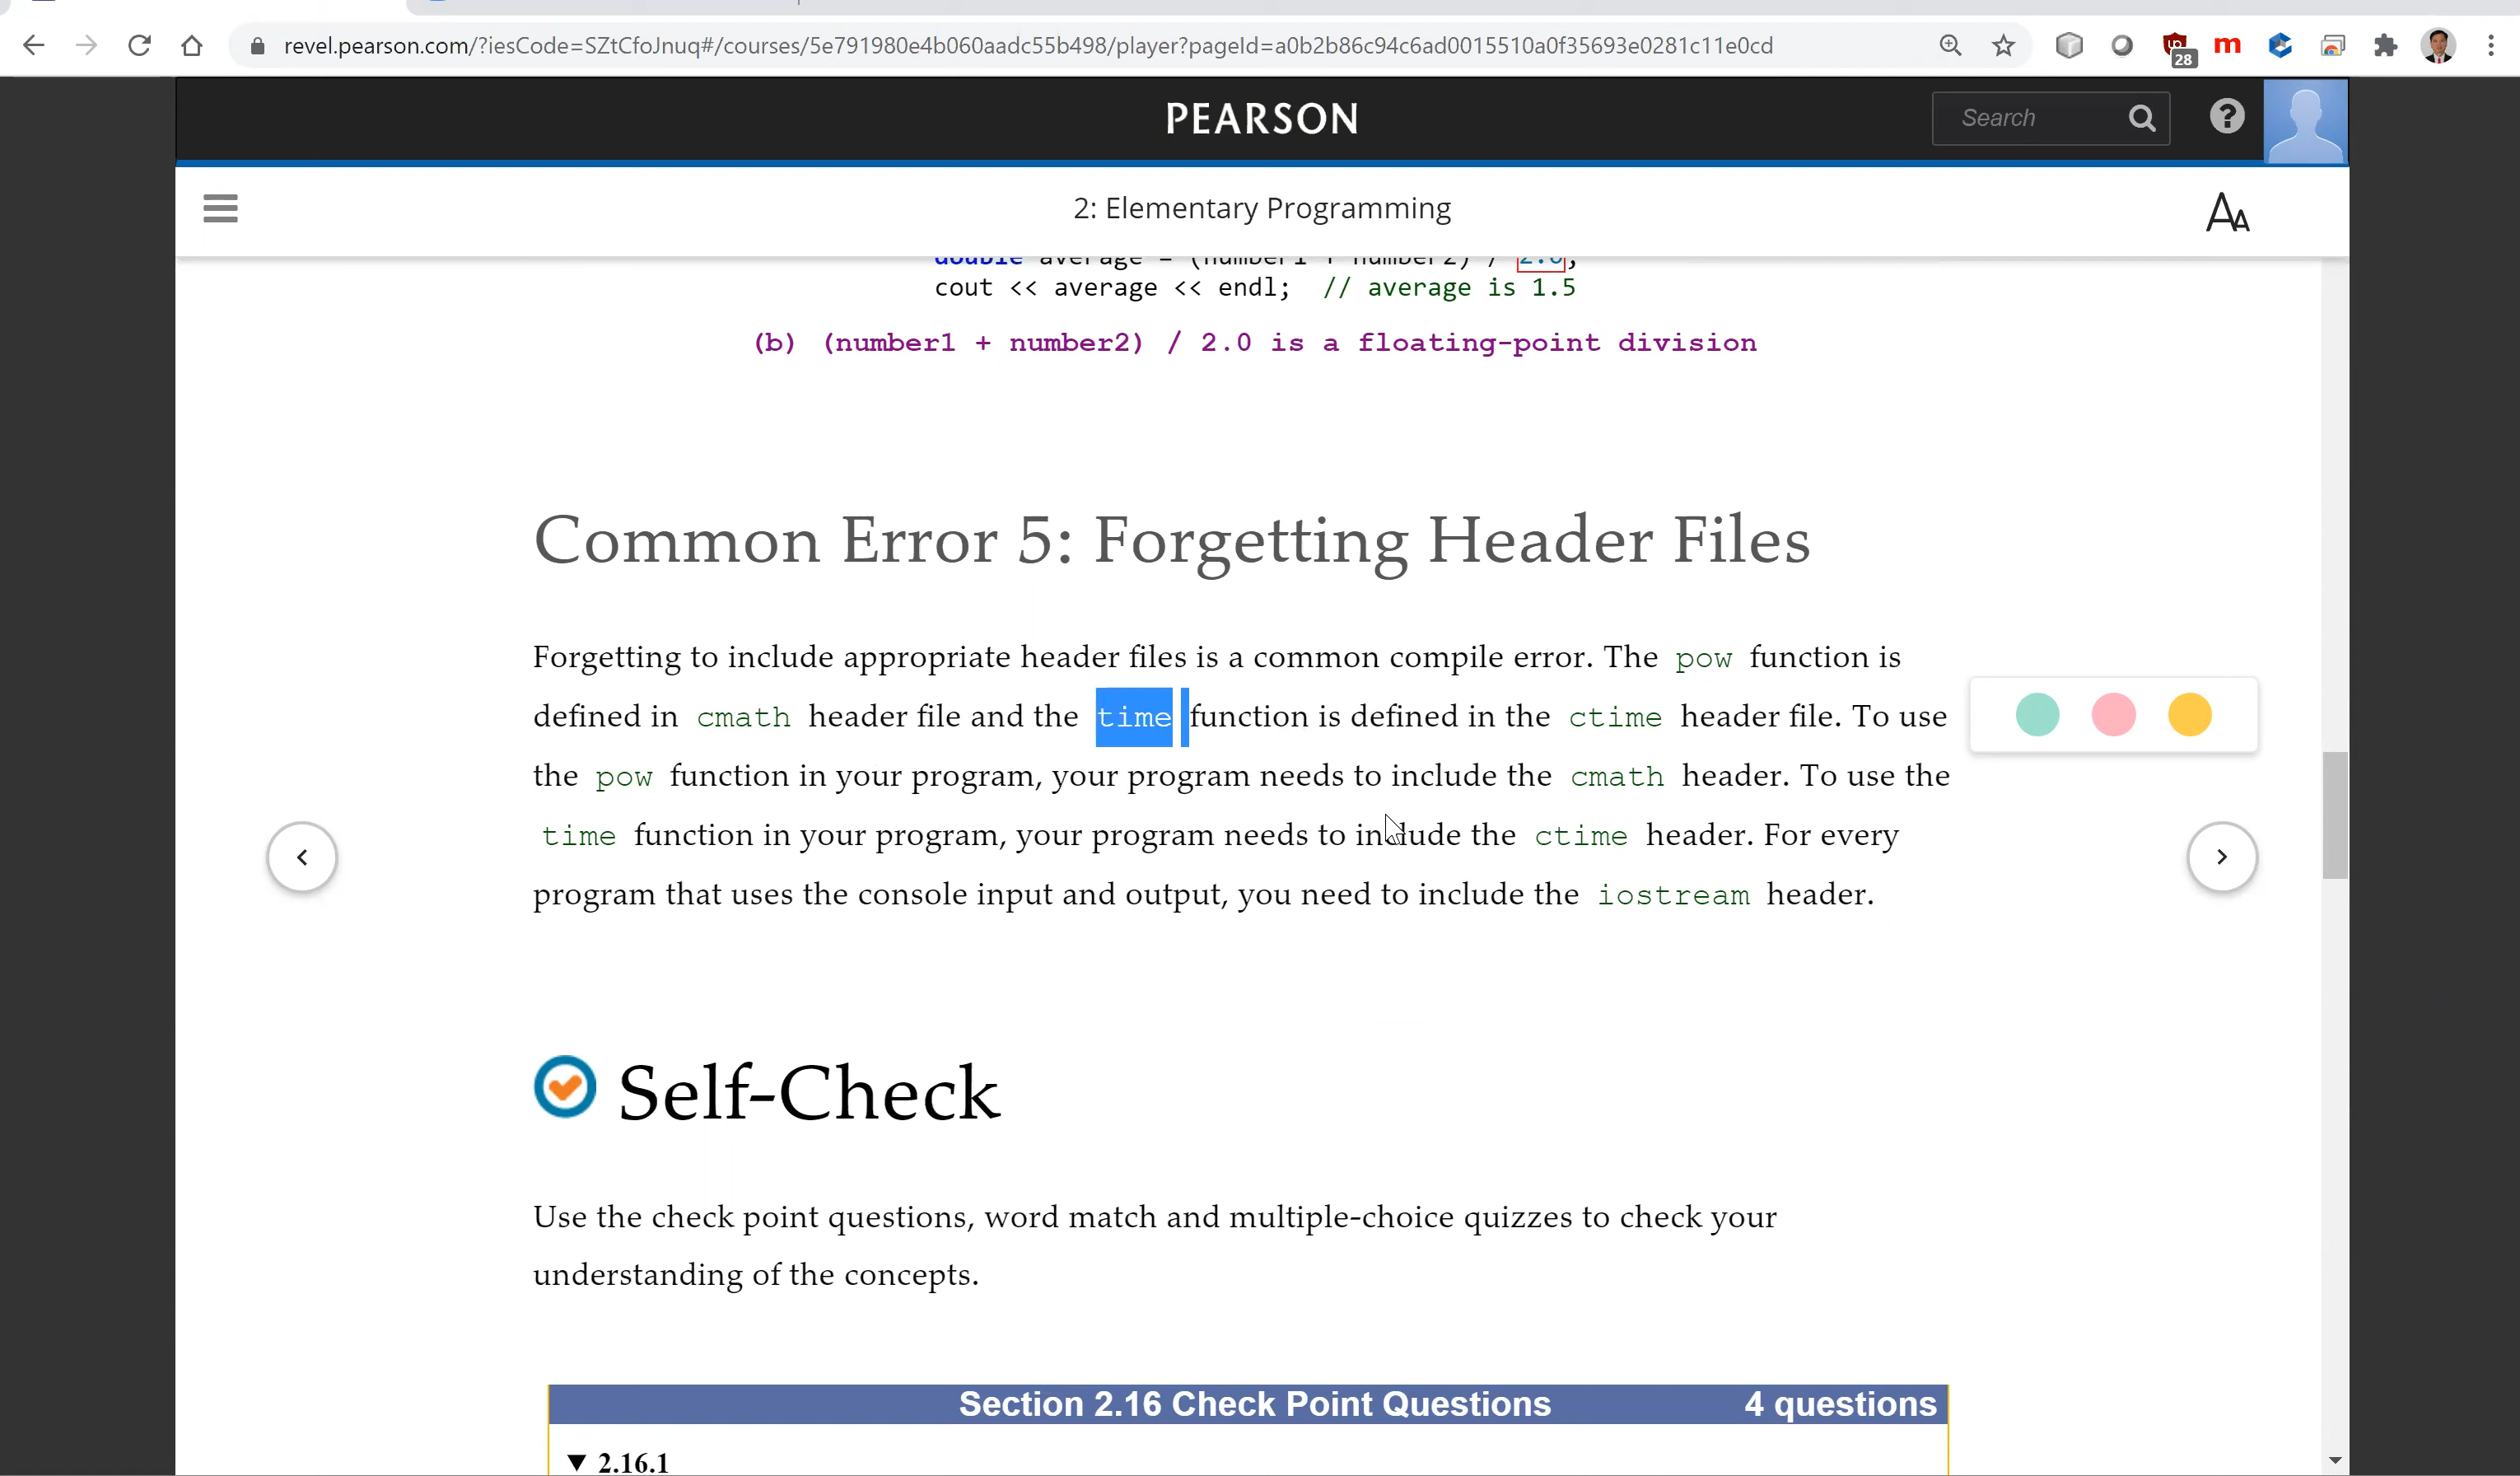 revel.pearson.com/?iesCode=SZtCfoJnuq#/courses/5e791980e4b060aadc55b498/player?pageId=a0b2b86c94c6ad0015510a0f35693e0281c11e0cd
28
PEARSON
Search
2: Elementary Programming
double average = (number1 + number2) / 2.0;
cout << average << endl; // average is 1.5
(b) (number1 + number2) / 2.0 is a floating-point division
Common Error 5: Forgetting Header Files
Forgetting to include appropriate header files is a common compile error. The pow function is
defined in cmath header file and the time function is defined in the ctime header file. To use
the pow function in your program, your program needs to include the cmath header. To use the
time function in your program, your program needs to include the ctime header. For every
program that uses the console input and output, you need to include the iostream header.
Self-Check
Use the check point questions, word match and multiple-choice quizzes to check your
understanding of the concepts.
Section 2.16 Check Point Questions 4 questions
▼ 2.16.1